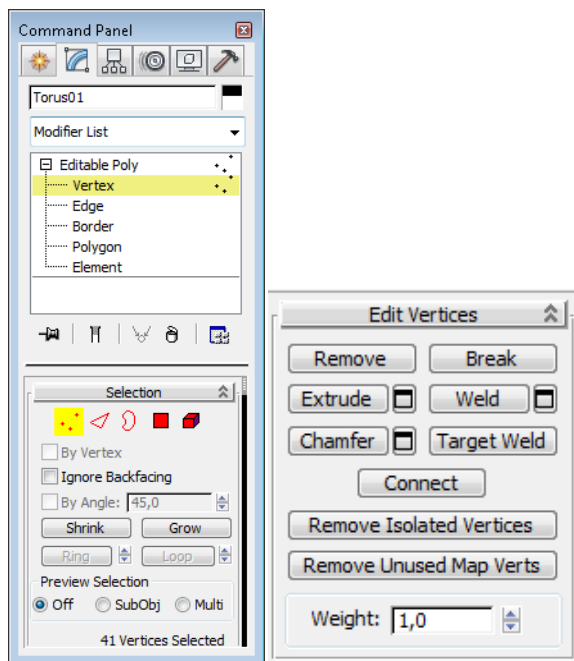 Command Panel
Torus01
Modifier List
Editable Poly
Vertex
Edge
Border
Polygon
Element
Selection
By Vertex
Ignore Backfacing
By Angle: 45,0
Shrink Grow
Ring Loop
Preview Selection
Off SubObj Multi
41 Vertices Selected
Edit Vertices
Remove Break
Extrude Weld
Chamfer Target Weld
Connect
Remove Isolated Vertices
Remove Unused Map Verts
Weight: 1,0